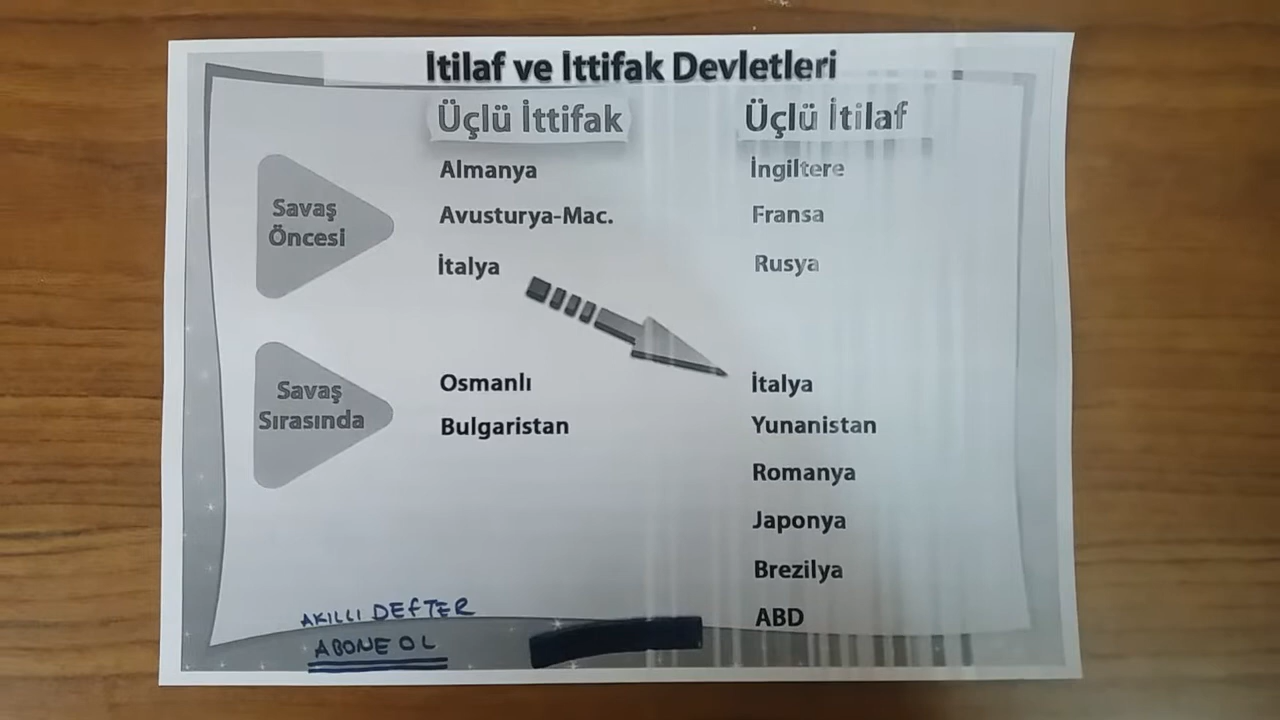 İtilaf ve İttifak Devletleri
Üçlü İttifak
Üçlü İtilaf
Savaş
Öncesi
Almanya
İngiltere
Avusturya-Mac.
Fransa
İtalya
Rusya
Savaş
Sırasında
Osmanlı
İtalya
Bulgaristan
Yunanistan
Romanya
Japonya
Brezilya
ABD
AKILLI DEFTER
ABONE OL